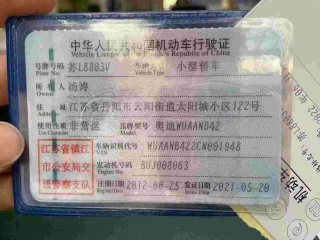 中华人民共和国机动车行驶证
Vehicle License of the People's Republic of China
号牌号码 苏L8803V 车辆类型 小型轿车
Plate No. Vehicle Type
所有人 汤涛
Owner
住址 江苏省丹阳市云阳街道太阳城小区122号
Address
使用性质 非营运 品牌型号 奥迪WUAANB42
Use Character Model
江苏省镇江
市公安局交
通警察支队
车辆识别代号 WUAANB42ZCN001948
VIN
发动机号码 BUJ008063
Engine No.
注册日期 2012-06-25 发证日期 2021-05-20
Register Date Issue Date